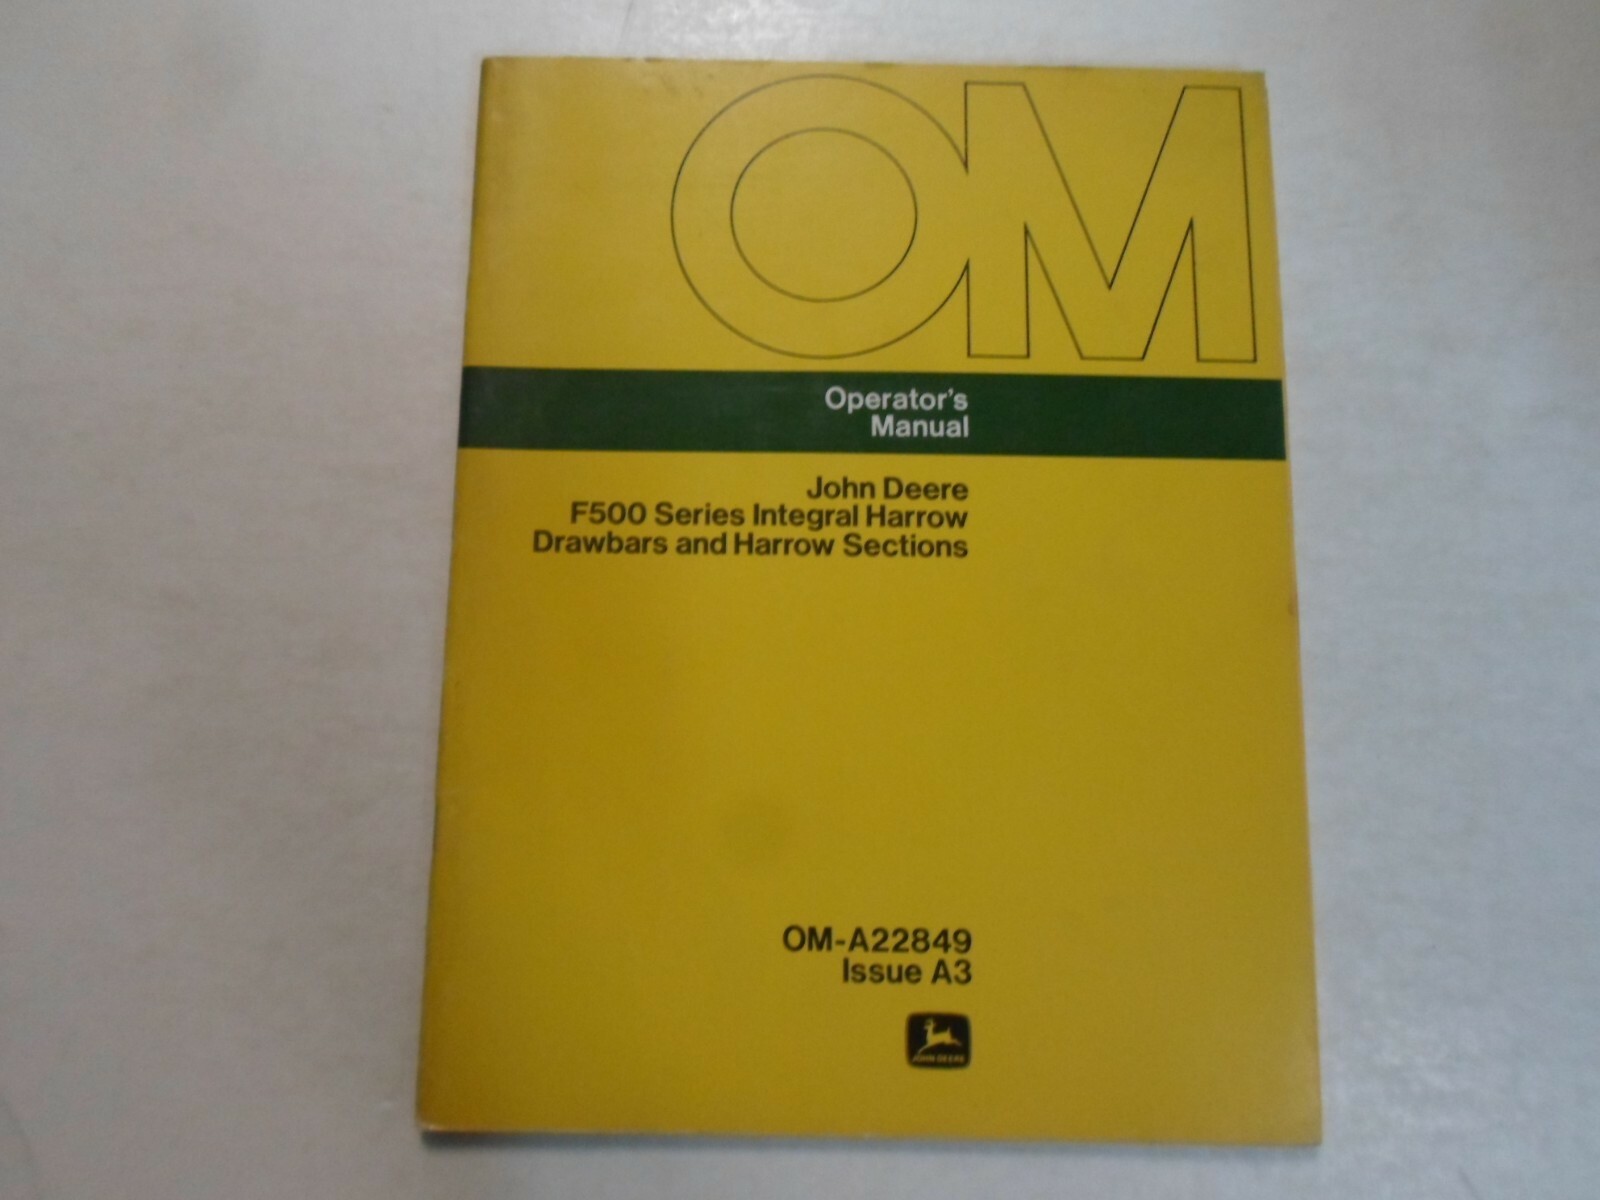 OM
Operator's
Manual
John Deere
F500 Series Integral Harrow
Drawbars and Harrow Sections
OM-A22849
Issue A3
JOHN DEERE